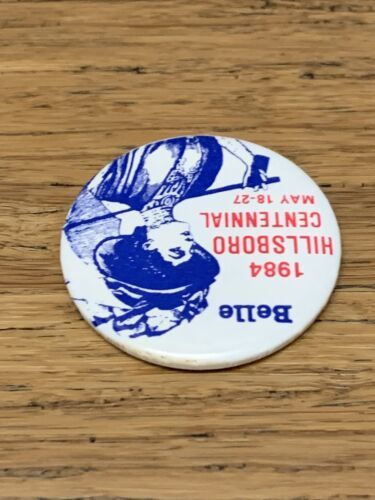 Belle
1984
HILLSBORO
CENTENNIAL
MAY 18-27